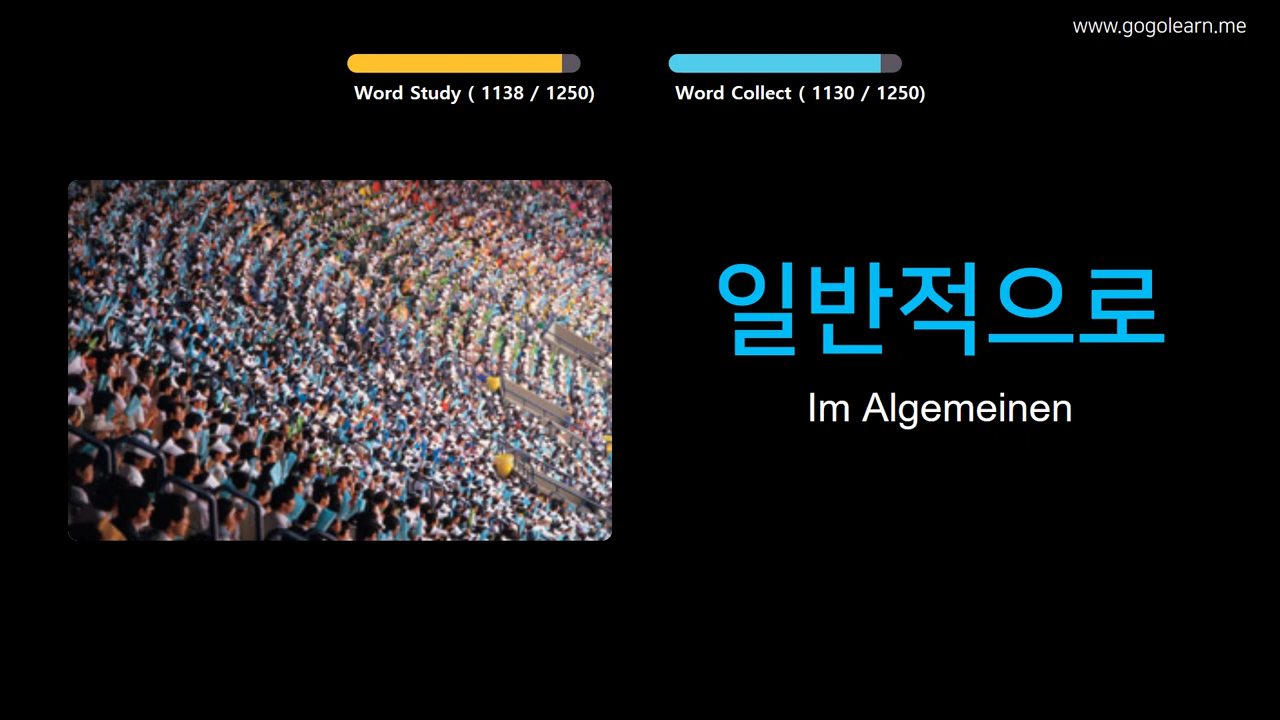 www.gogolearn.me
Word Study ( 1138 / 1250)
Word Collect ( 1130 / 1250)
일반적으로
Im Algemeinen